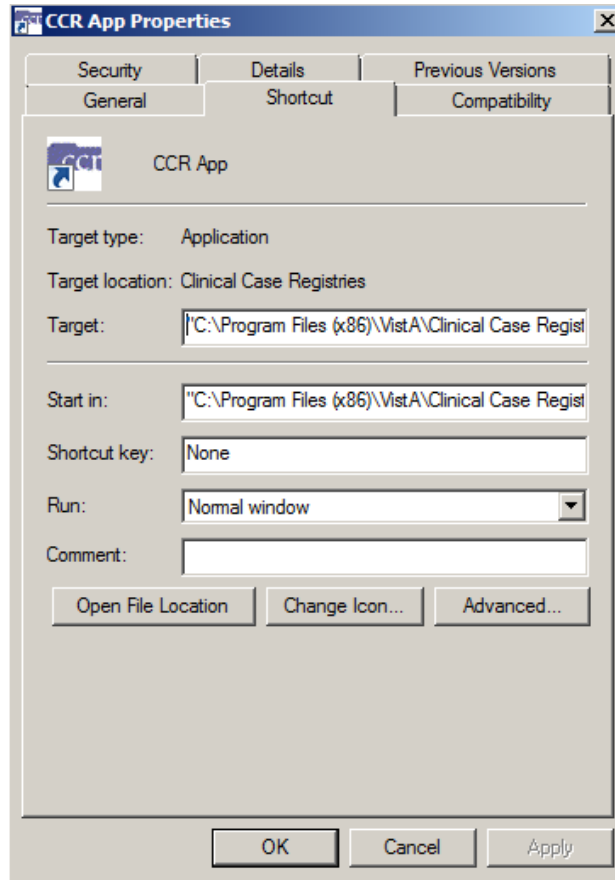 CCR App Properties
Security Details Previous Versions
General Shortcut Compatibility
ccr CCR App
Target type: Application
Target location: Clinical Case Registries
Target: "C:\Program Files (x86)\VistA\Clinical Case Regist
Start in: "C:\Program Files (x86)\VistA\Clinical Case Regist
Shortcut key: None
Run: Normal window
Comment:
Open File Location Change Icon... Advanced...
OK Cancel Apply